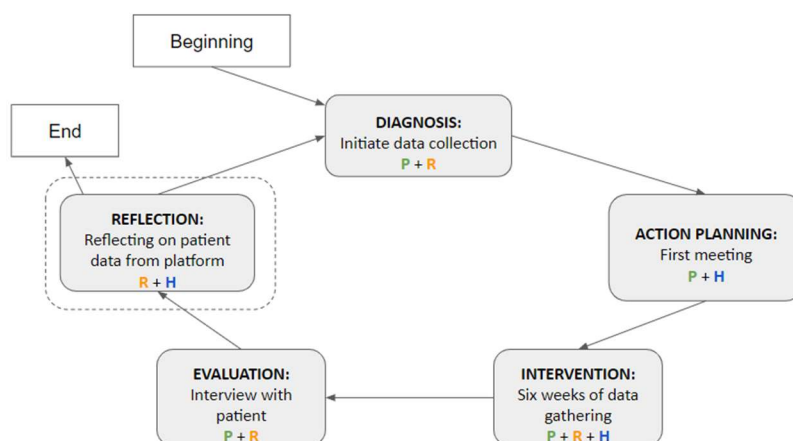 Beginning
End
DIAGNOSIS:
Initiate data collection
P + R
ACTION PLANNING:
First meeting
P + H
REFLECTION:
Reflecting on patient
data from platform
R + H
EVALUATION:
Interview with
patient
P + R
INTERVENTION:
Six weeks of data
gathering
P + R + H